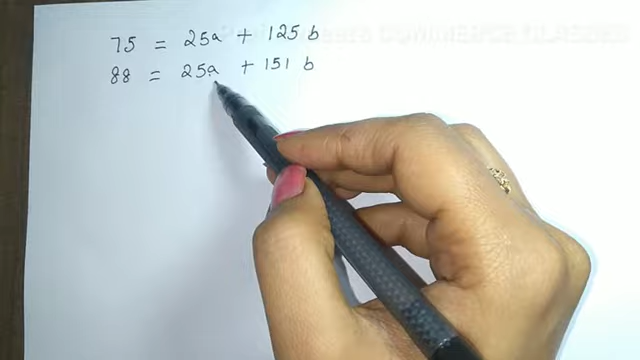 75 = 25a + 125 b
88 = 25a + 151 b